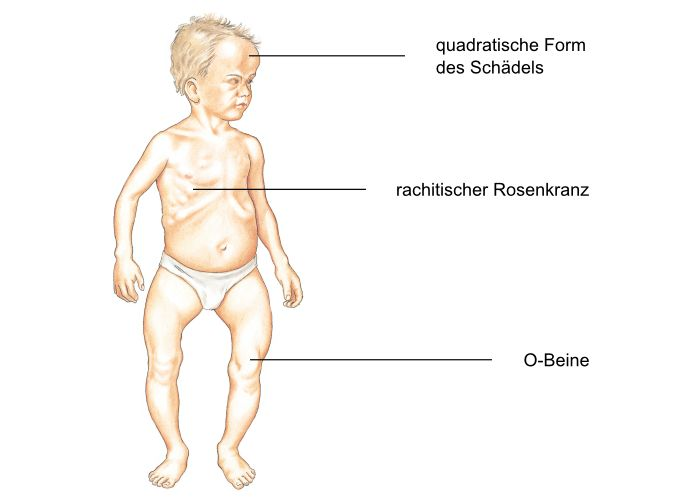 quadratische Form
des Schädels
rachitischer Rosenkranz
O-Beine